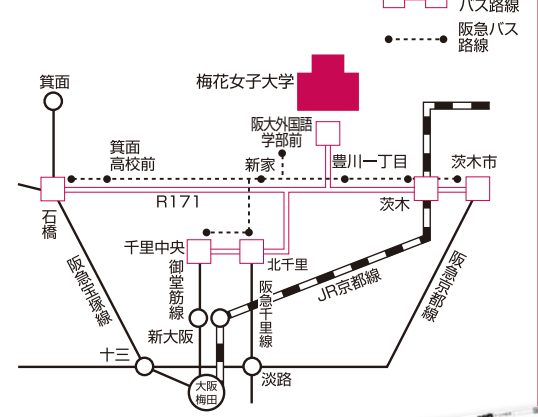 バス路線
阪急バス
路線
梅花女子大学
箕面
阪大外国語
学部前
箕面
高校前
新家
豊川一丁目
茨木市
R171
茨木
石橋
千里中央
北千里
御堂筋線
阪急宝塚線
阪急千里線
JR京都線
阪急京都線
新大阪
十三
淡路
大阪
梅田